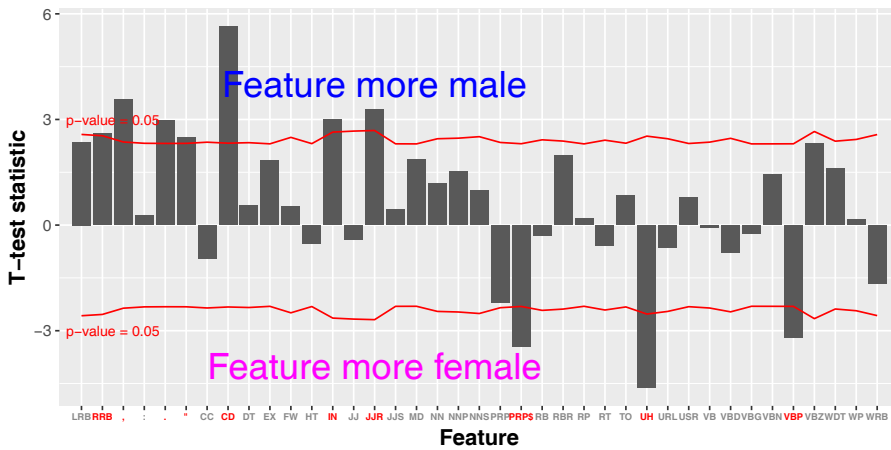 6
Feature more male
3
p−value = 0.05
T−test statistic
0
−3
p−value = 0.05
Feature more female
LRB RRB , : . " CC CD DT EX FW HT IN JJ JJR JJS MD NN NNP NNS PRP PRP$ RB RBR RP RT TO UH URL USR VB VBD VBG VBN VBP VBZ WDT WP WRB
Feature